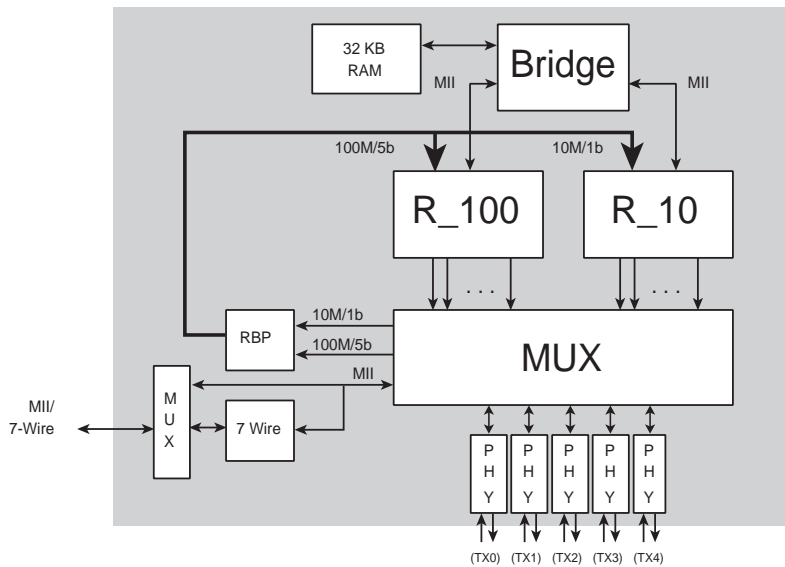 32 KB
RAM
Bridge
MII
MII
100M/5b
10M/1b
R_100
R_10
. . .
. . .
10M/1b
RBP
100M/5b
MUX
MII
M
U
X
MII/
7-Wire
7 Wire
P
H
Y
P
H
Y
P
H
Y
P
H
Y
P
H
Y
(TX0) (TX1) (TX2) (TX3) (TX4)